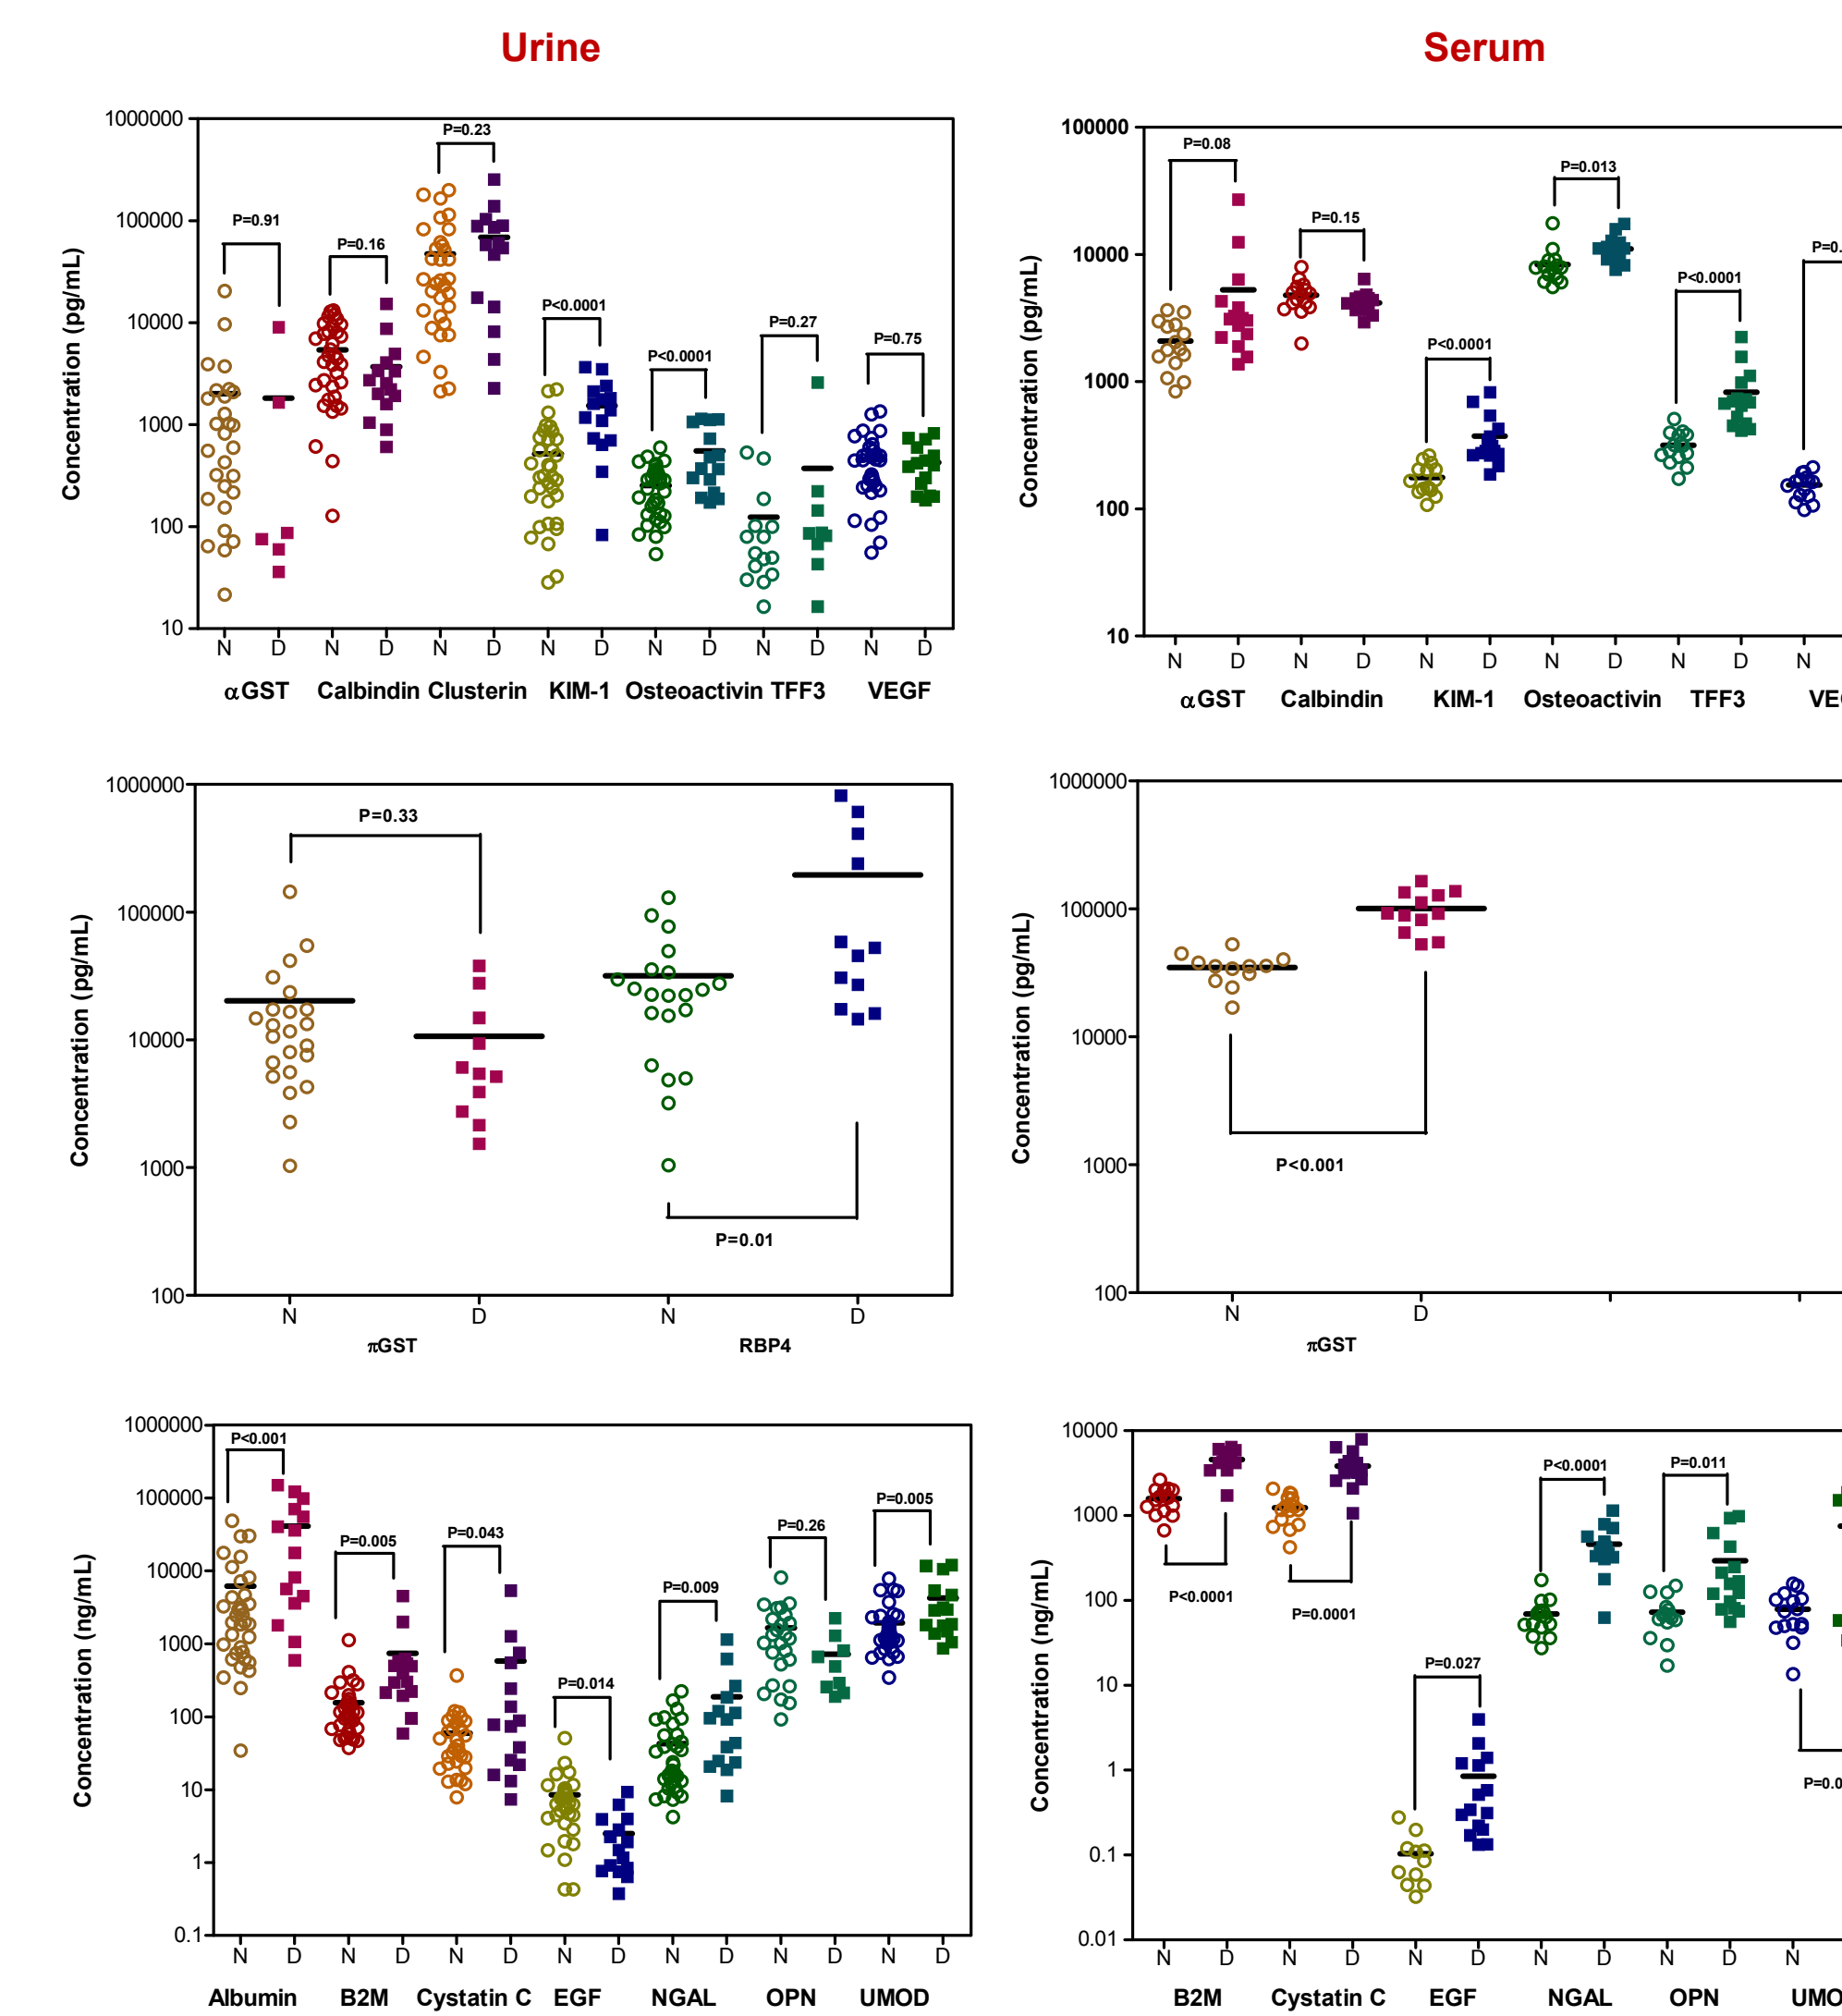 Urine
Serum
Concentration (pg/mL)
1000000
100000
10000
1000
100
10
P=0.91
P=0.16
P=0.23
P<0.0001
P<0.0001
P=0.27
P=0.75
N D N D N D N D N D N D N D
αGST Calbindin Clusterin KIM-1 Osteoactivin TFF3 VEGF
Concentration (pg/mL)
100000
10000
1000
100
10
P=0.08
P=0.15
P<0.0001
P=0.013
P<0.0001
P=0.
N D N D N D N D N D N
αGST Calbindin KIM-1 Osteoactivin TFF3
Concentration (pg/mL)
1000000
100000
10000
1000
100
P=0.33
P=0.01
N D N D
πGST RBP4
Concentration (pg/mL)
1000000
100000
10000
1000
100
P<0.001
N D
πGST
Concentration (ng/mL)
1000000
100000
10000
1000
100
10
1
0.1
P<0.001
P=0.005
P=0.043
P=0.014
P=0.009
P=0.26
P=0.005
N D N D N D N D N D N D N D
Albumin B2M Cystatin C EGF NGAL OPN UMOD
Concentration (ng/mL)
10000
1000
100
10
1
0.1
0.01
P<0.0001
P=0.0001
P=0.027
P<0.0001
P=0.011
P=0.0
N D N D N D N D N D N
B2M Cystatin C EGF NGAL OPN UMO